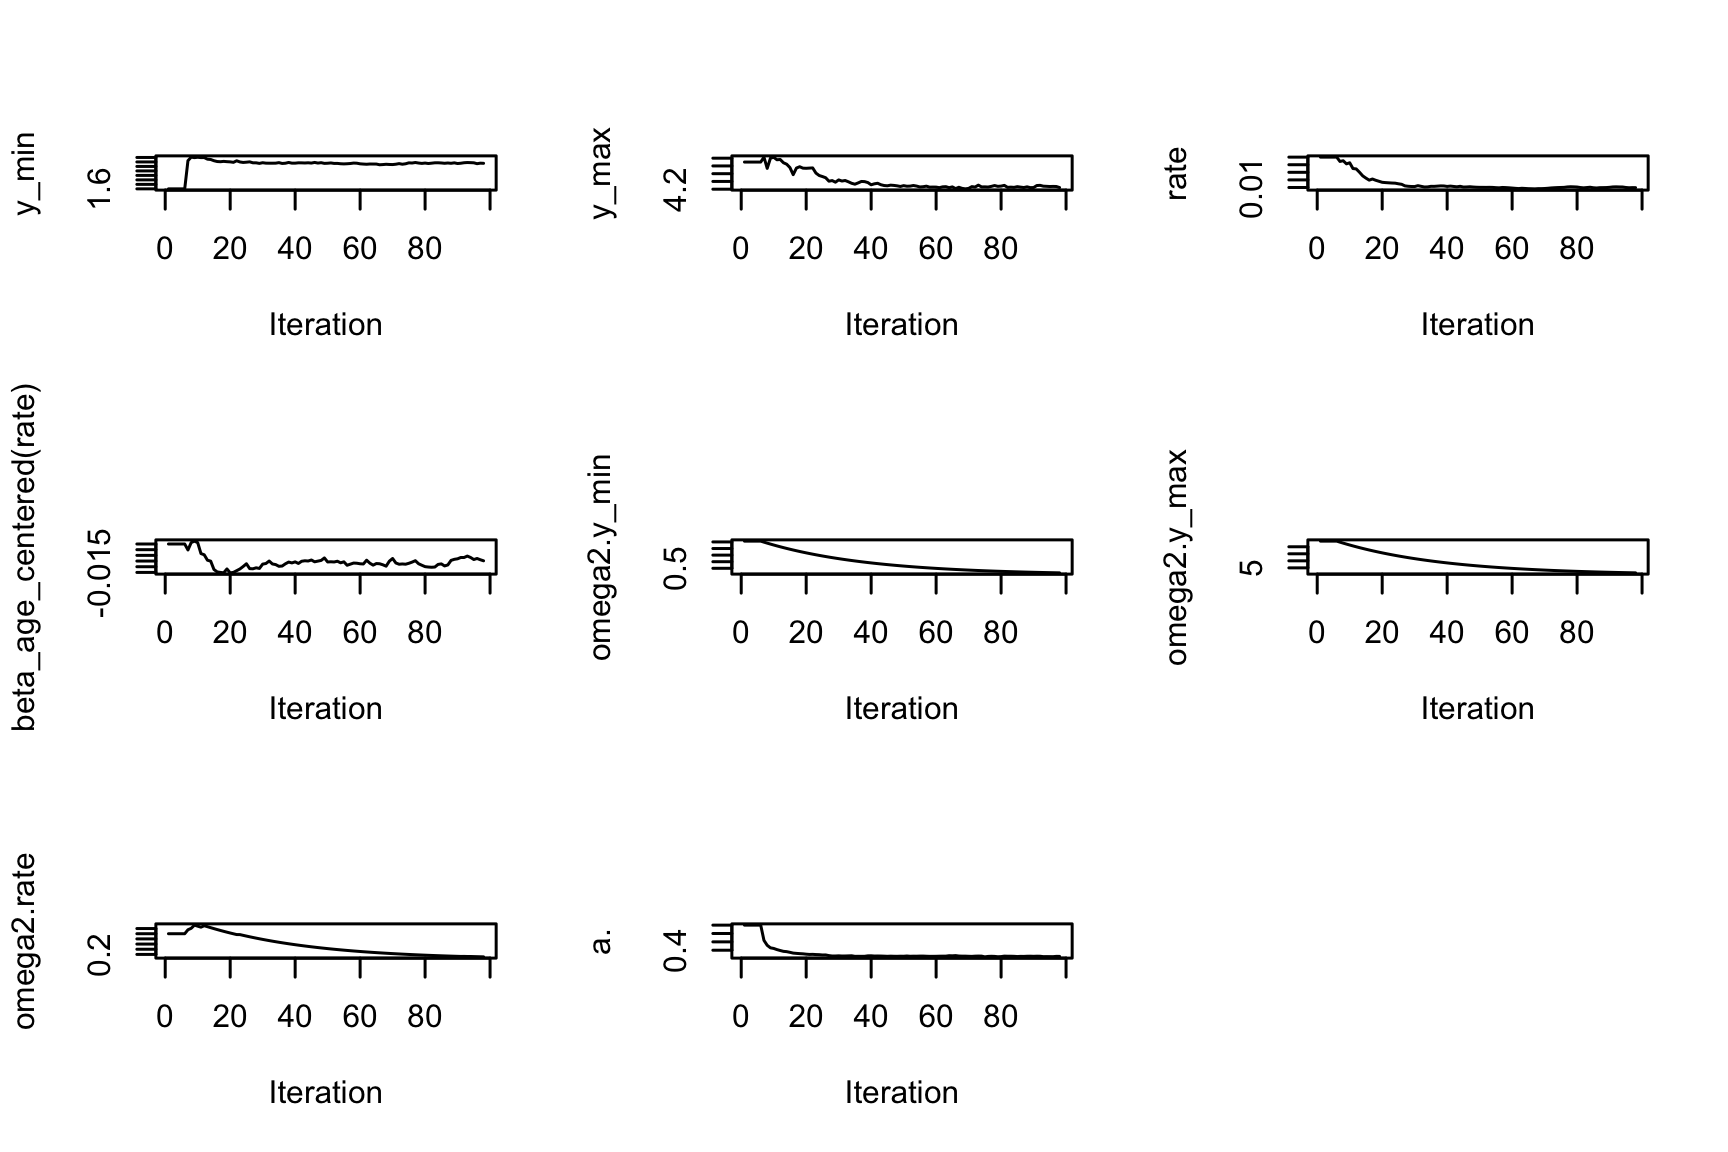 y_min
1.6
0 20 40 60 80
Iteration
y_max
4.2
0 20 40 60 80
Iteration
rate
0.01
0 20 40 60 80
Iteration
beta_age_centered(rate)
-0.015
0 20 40 60 80
Iteration
omega2.y_min
0.5
0 20 40 60 80
Iteration
omega2.y_max
5
0 20 40 60 80
Iteration
omega2.rate
0.2
0 20 40 60 80
Iteration
a.
0.4
0 20 40 60 80
Iteration